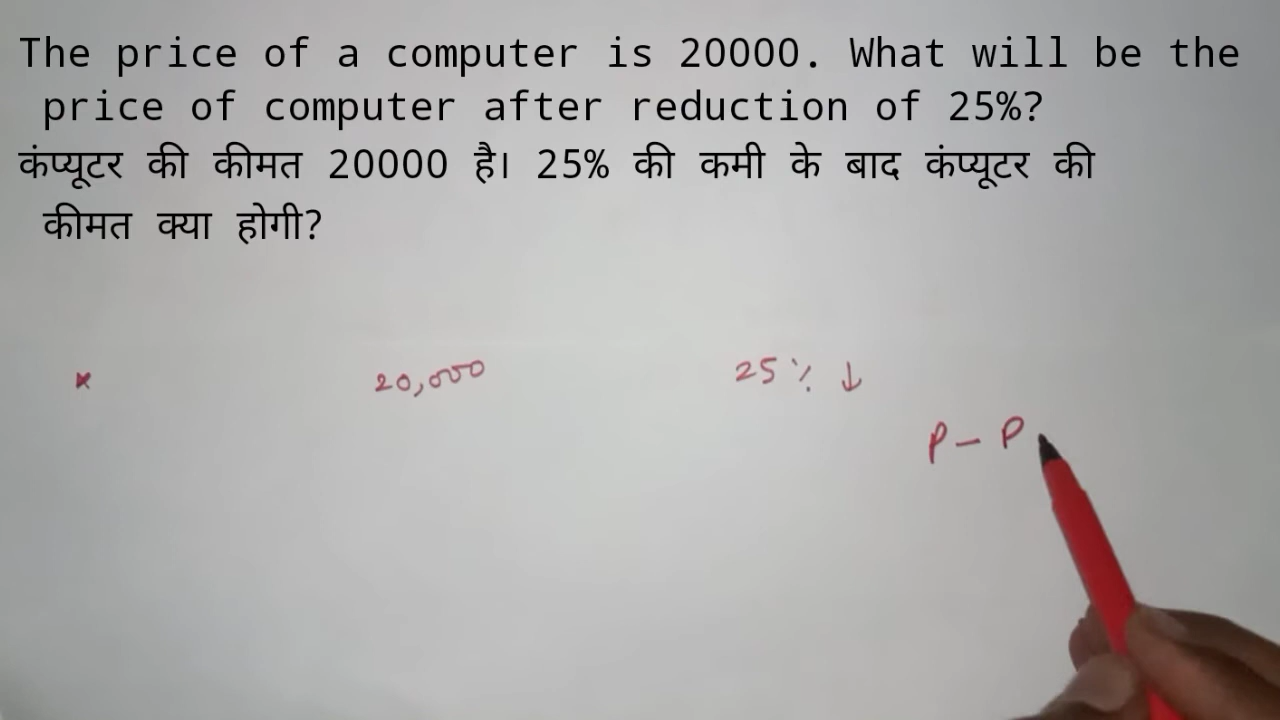 The price of a computer is 20000. What will be the
price of computer after reduction of 25%?
कंप्यूटर की कीमत 20000 है। 25% की कमी के बाद कंप्यूटर की
कीमत क्या होगी?
× 20,000 25% ↓
P - P